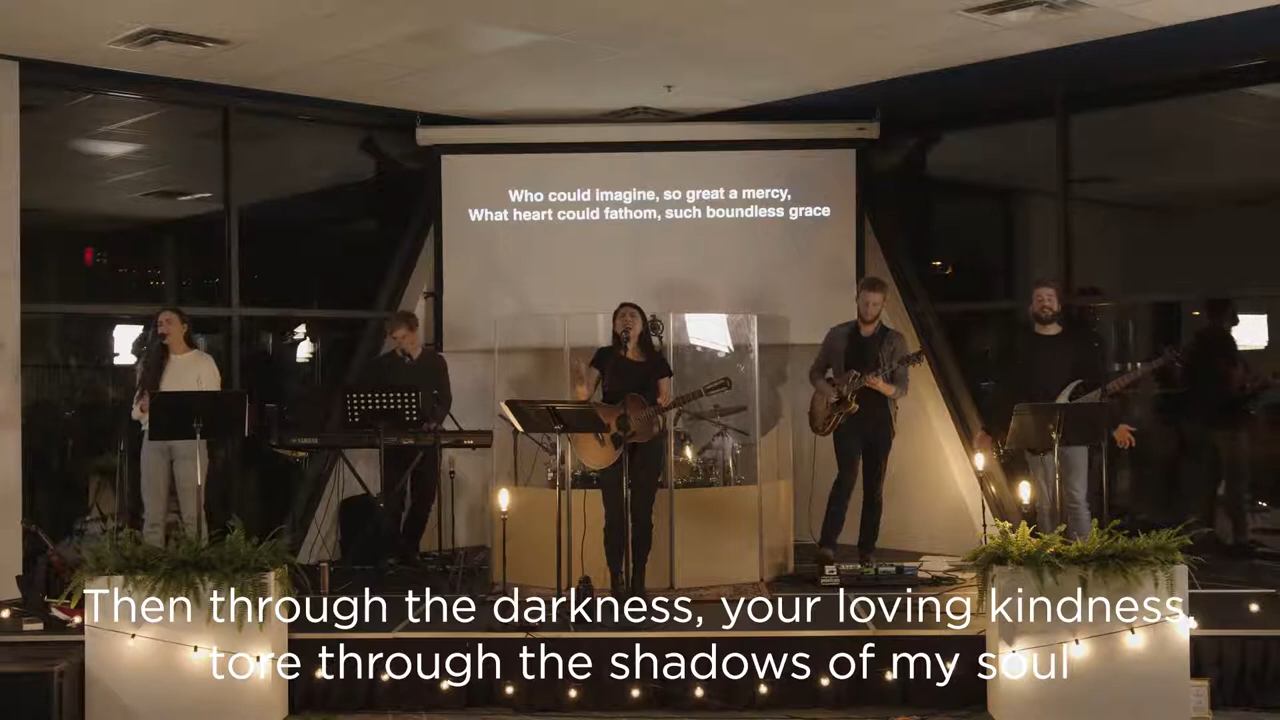 Who could imagine, so great a mercy,
What heart could fathom, such boundless grace
YAMAHA
Then through the darkness, your loving kindness,
tore through the shadows of my soul